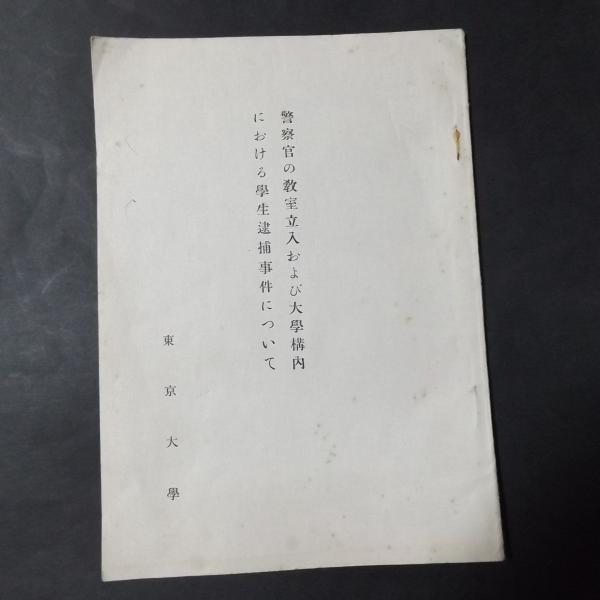 警察官の教室立入および大學構內
における學生逮捕事件について
東京大學